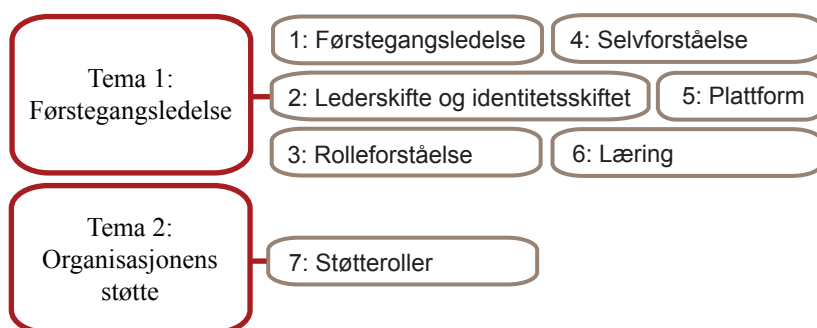 Tema 1:
Førstegangsledelse
1: Førstegangsledelse
4: Selvforståelse
2: Lederskifte og identitetsskiftet
5: Plattform
3: Rolleforståelse
6: Læring
Tema 2:
Organisasjonens
støtte
7: Støtteroller